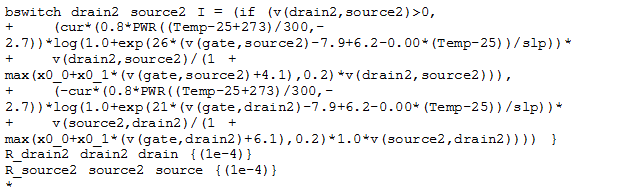 bswitch drain2 source2 I = (if (v(drain2,source2)>0,
+    (cur*(0.8*PWR((Temp-25+273)/300,-
2.7))*log(1.0+exp(26*(v(gate,source2)-7.9+6.2-0.00*(Temp-25))/slp))*
+    v(drain2,source2)/(1 +
max(x0_0+x0_1*(v(gate,source2)+4.1),0.2)*v(drain2,source2))),
+    (-cur*(0.8*PWR((Temp-25+273)/300,-
2.7))*log(1.0+exp(21*(v(gate,drain2)-7.9+6.2-0.00*(Temp-25))/slp))*
+    v(source2,drain2)/(1 +
max(x0_0+x0_1*(v(gate,drain2)+6.1),0.2)*1.0*v(source2,drain2)))) }
R_drain2 drain2 drain {(1e-4)}
R_source2 source2 source {(1e-4)}
*